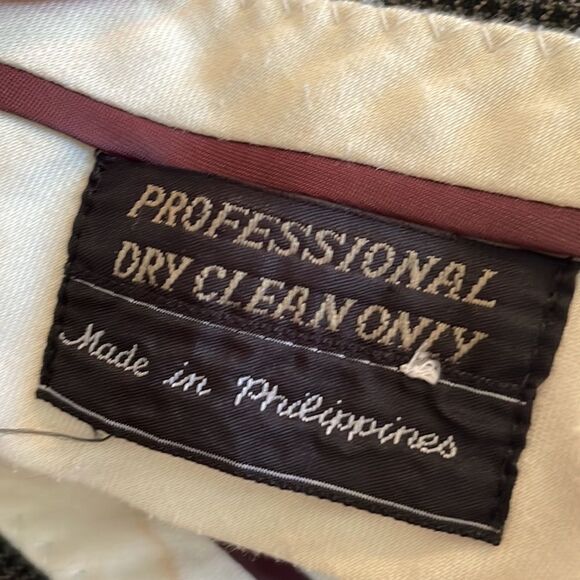 PROFESSIONAL
DRY CLEAN ONLY
Made in Philippines